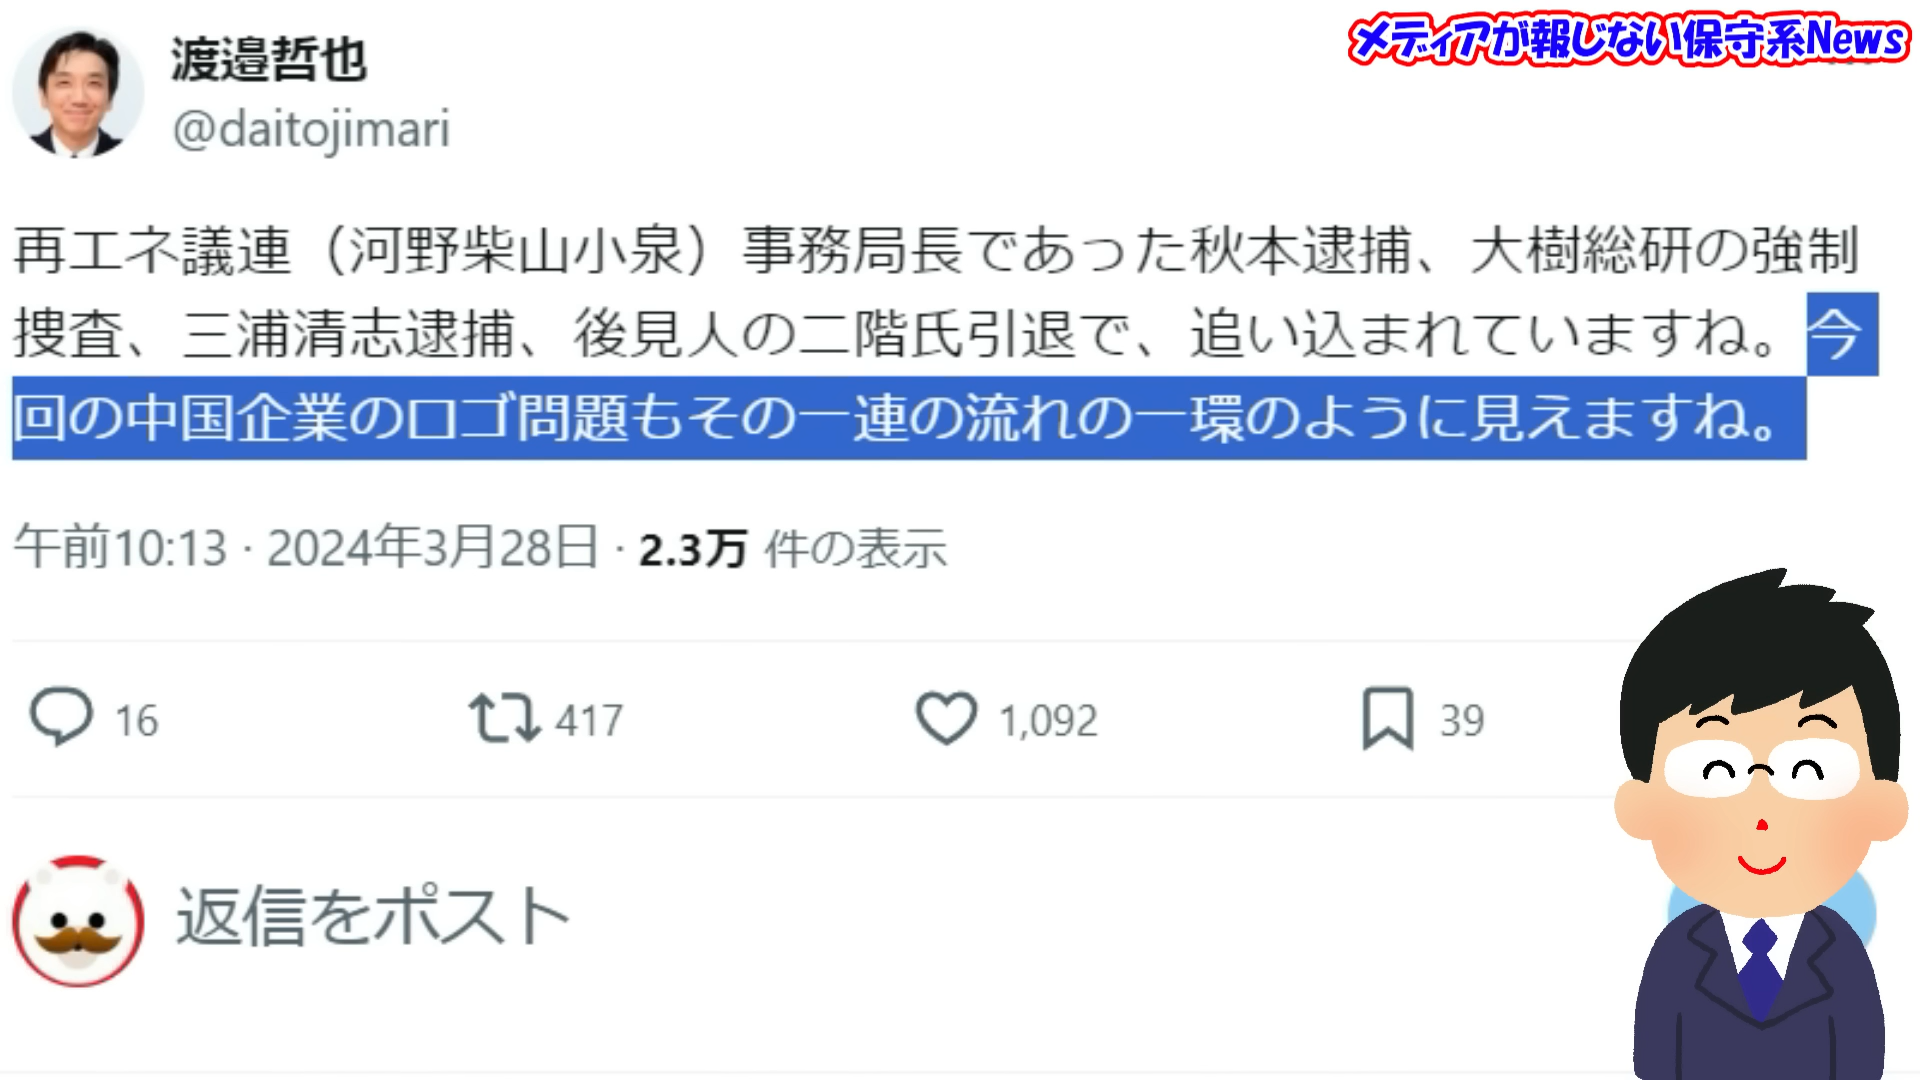 渡邉哲也
@daitojimari
メディアが報じない保守系News
再エネ議連（河野柴山小泉）事務局長であった秋本逮捕、大樹総研の強制
捜査、三浦清志逮捕、後見人の二階氏引退で、追い込まれていますね。今
回の中国企業のロゴ問題もその一連の流れの一環のように見えますね。
午前10:13 · 2024年3月28日 · 2.3万 件の表示
16 417 1,092 39
返信をポスト